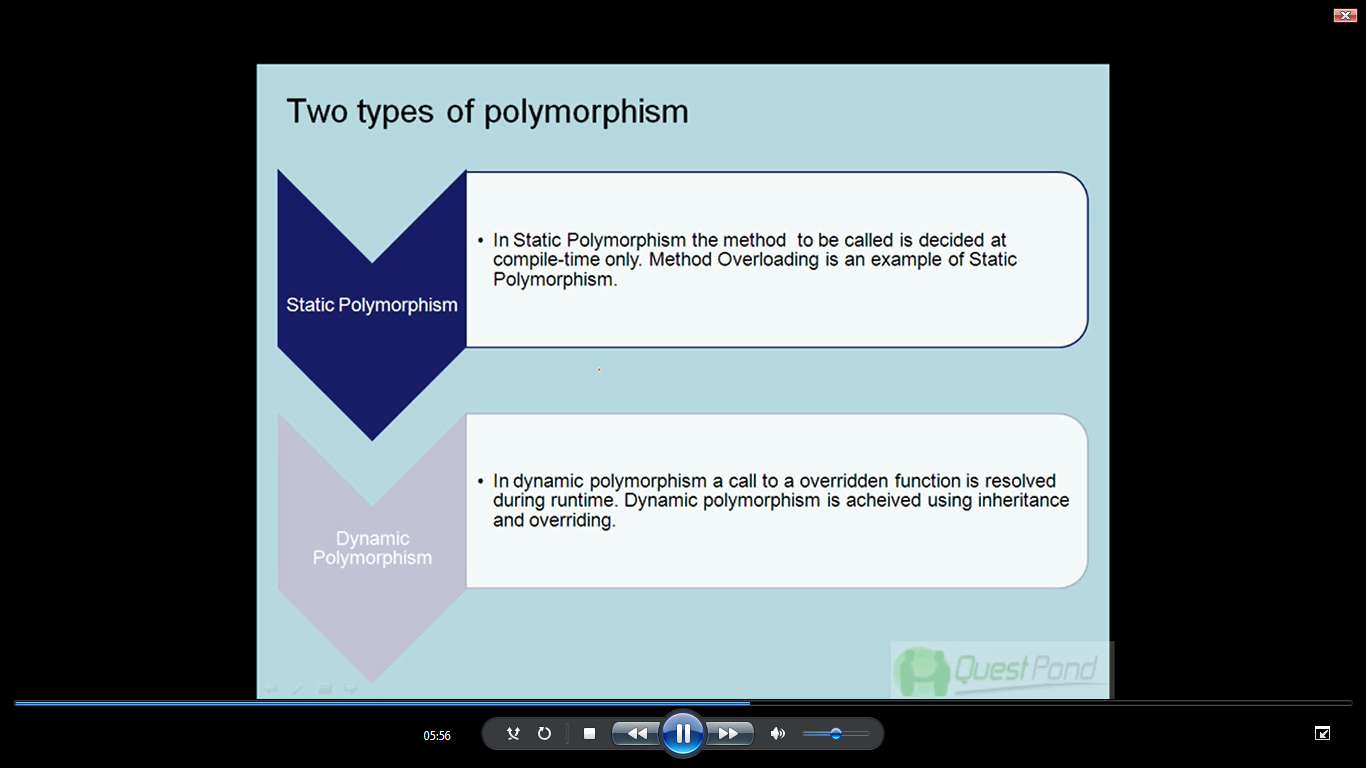 Two types of polymorphism
Static Polymorphism
• In Static Polymorphism the method  to be called is decided at
compile-time only. Method Overloading is an example of Static
Polymorphism.
Dynamic
Polymorphism
• In dynamic polymorphism a call to a overridden function is resolved
during runtime. Dynamic polymorphism is acheived using inheritance
and overriding.
QuestPond
05:56